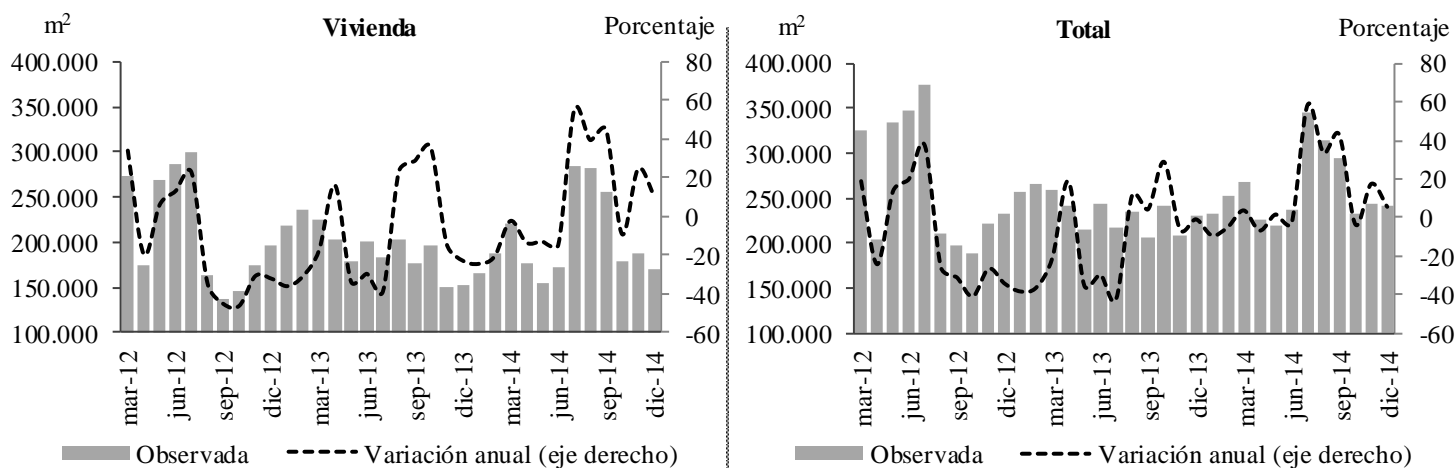 m² Vivienda Porcentaje
400.000 80
350.000 60
300.000 40
250.000 20
200.000 0
-20
150.000 -40
100.000 -60
mar-12 jun-12 sep-12 dic-12 mar-13 jun-13 sep-13 dic-13 mar-14 jun-14 sep-14 dic-14
Observada Variación anual (eje derecho)
m² Total Porcentaje
400.000 80
350.000 60
300.000 40
250.000 20
200.000 0
-20
150.000 -40
100.000 -60
mar-12 jun-12 sep-12 dic-12 mar-13 jun-13 sep-13 dic-13 mar-14 jun-14 sep-14 dic-14
Observada Variación anual (eje derecho)